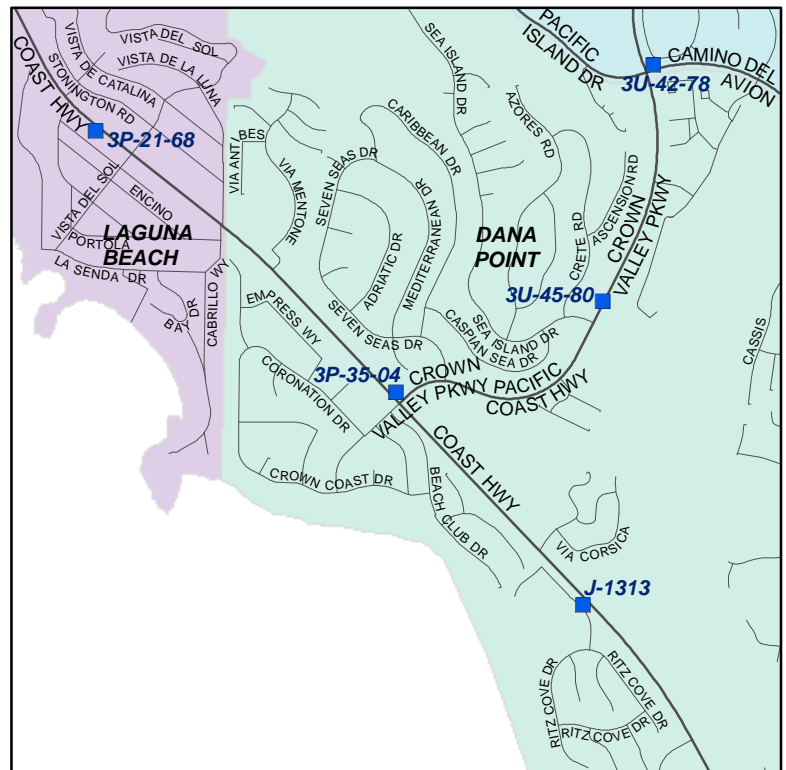 PACIFIC
ISLAND DR
CAMINO DEL
AVION
3U-42-78
COAST HWY
VISTA DEL SOL
VISTA DE CATALINA
VISTA DE LA LUNA
STONINGTON RD
3P-21-68
SEA ISLAND DR
AZORES RD
CARIBBEAN DR
VIA ANTIBES
VIA MENTONE
SEVEN SEAS DR
MEDITERRANEAN DR
ADRIATIC DR
ASCENSION RD
CROWN
VALLEY PKWY
CRETE RD
VISTA DEL SOL
ENCINO
LAGUNA
BEACH
PORTOLA
LA SENDA DR
BAY DR
CABRILLO WY
DANA
POINT
3U-45-80
EMPRESS WY
SEVEN SEAS DR
SEA ISLAND DR
CASPIAN SEA DR
CASSIS
3P-35-04
CROWN
VALLEY PKWY
PACIFIC
COAST HWY
CORONATION DR
COAST HWY
CROWN COAST DR
BEACH CLUB DR
VIA CORSICA
J-1313
RITZ COVE DR
RITZ COVE DR
RITZ COVE DR